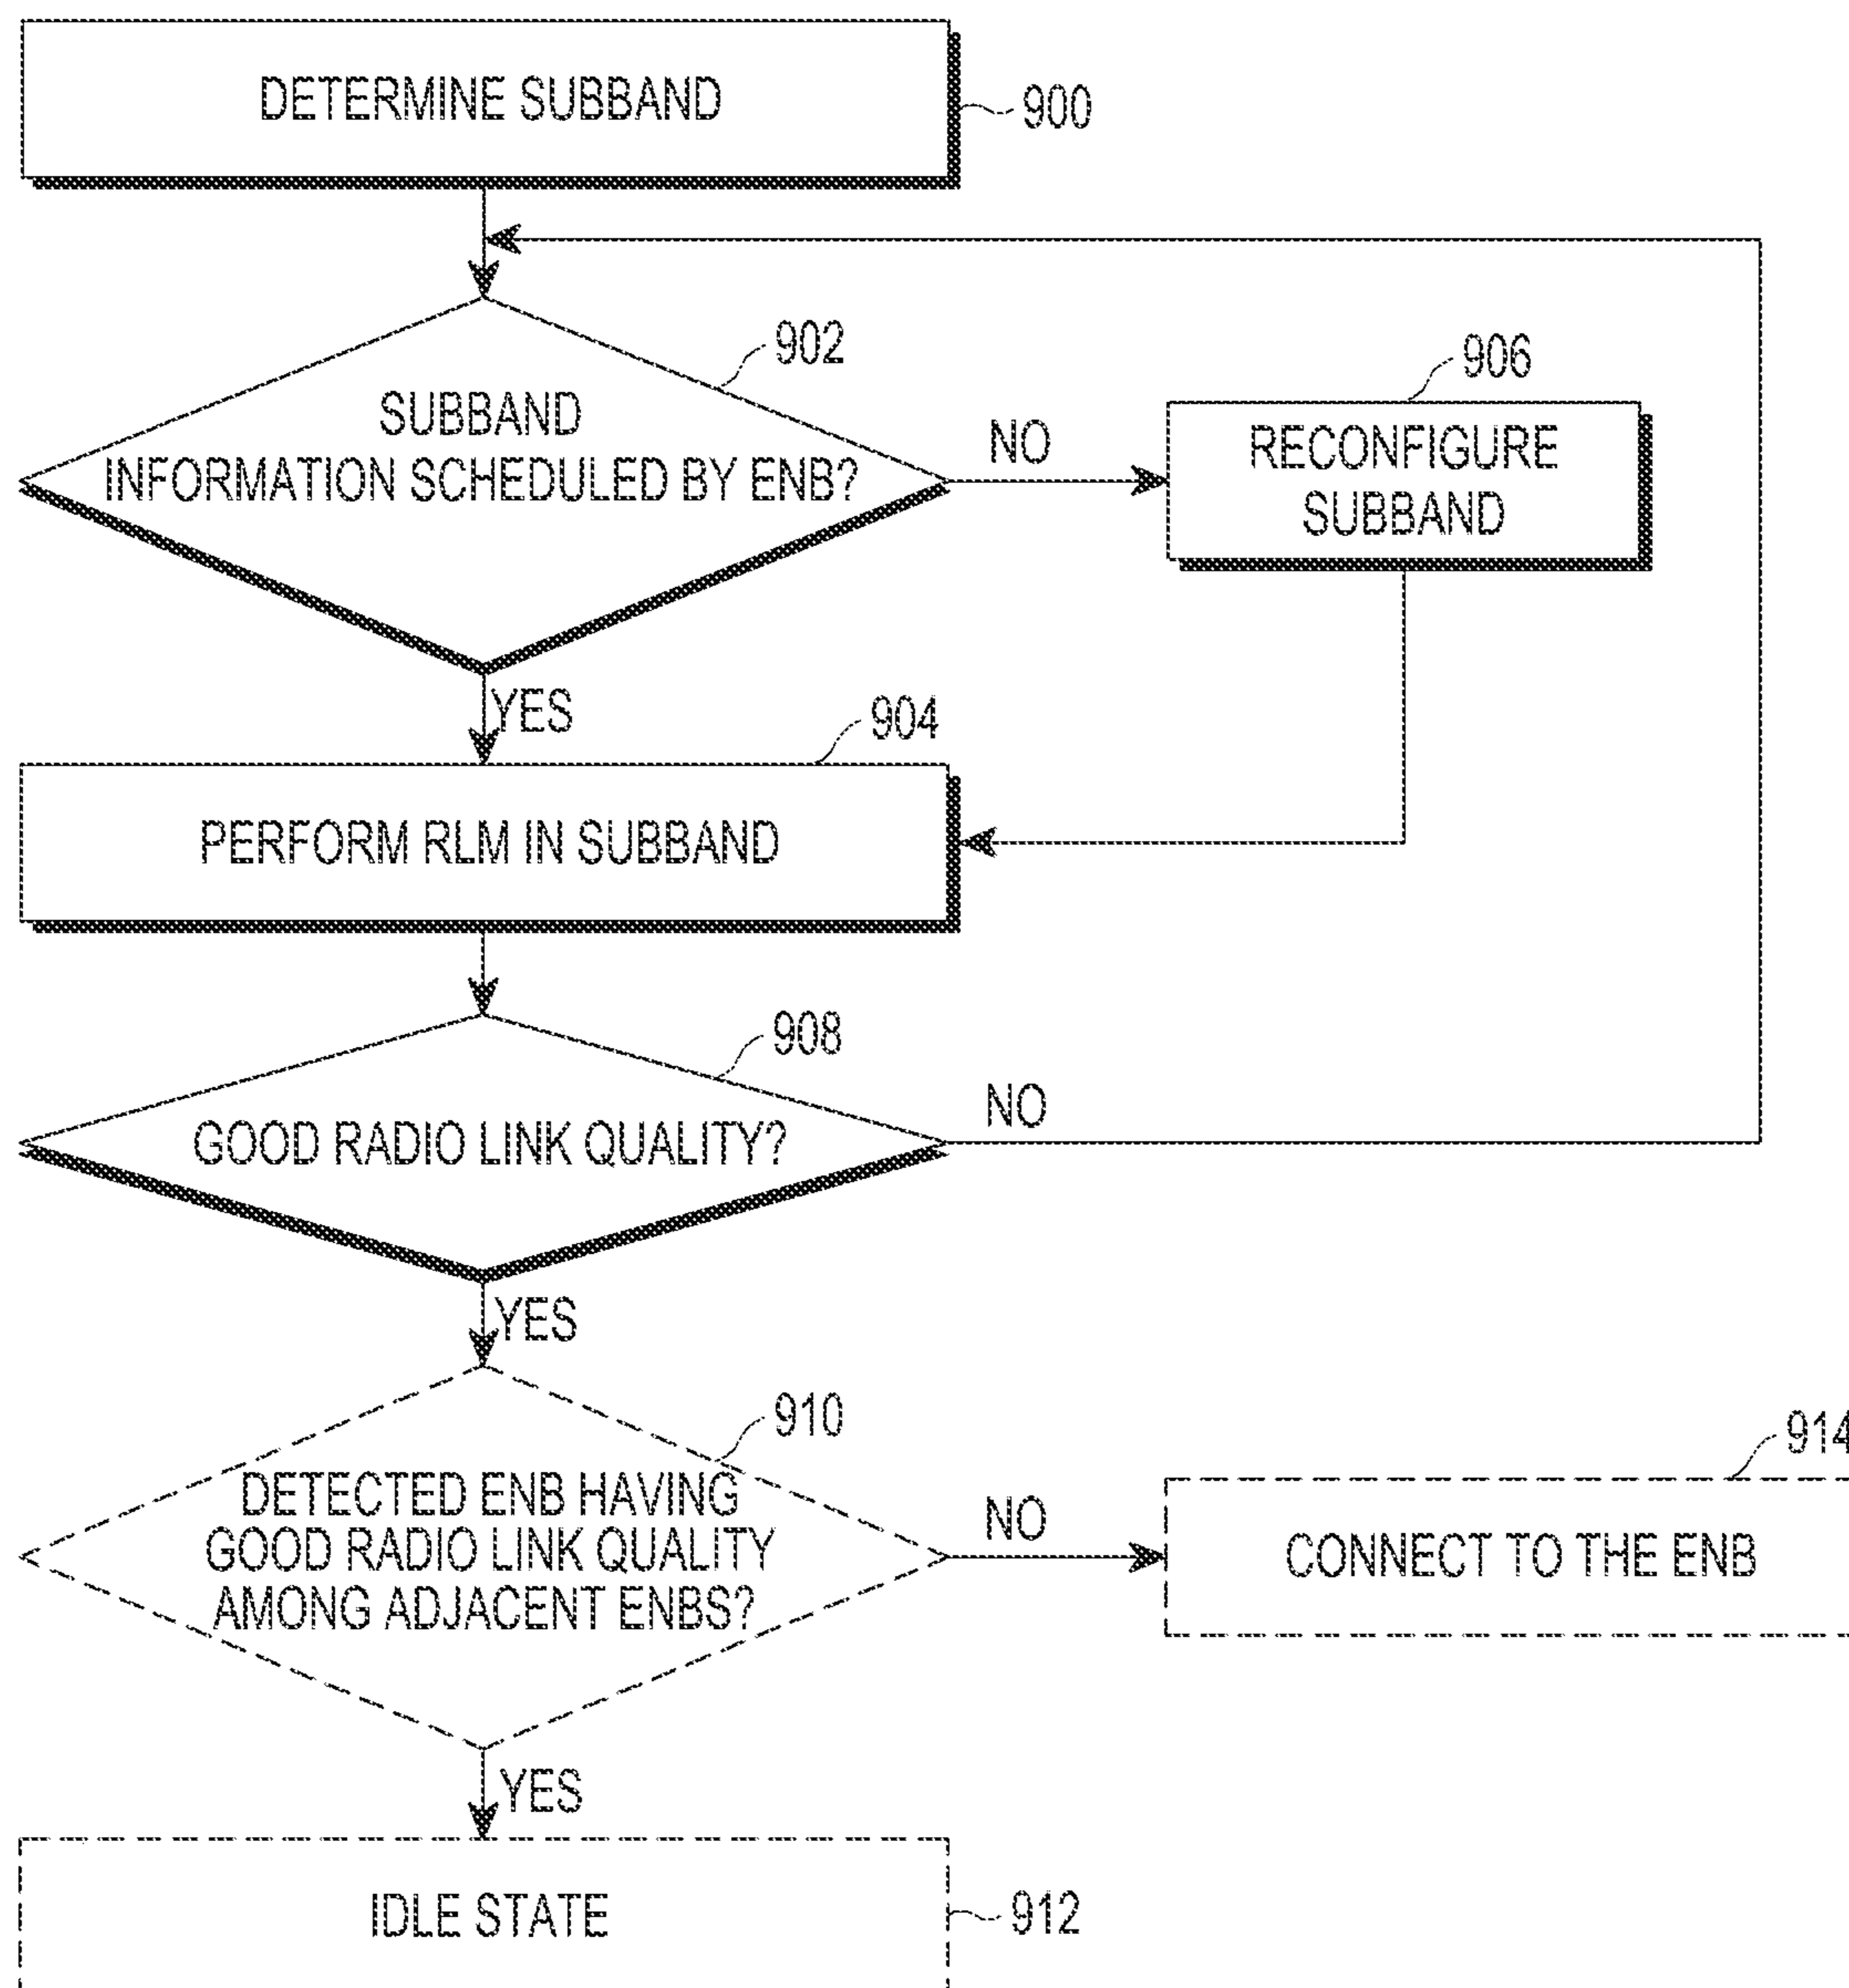 DETERMINE SUBBAND
900
902
SUBBAND
INFORMATION SCHEDULED BY ENB?
NO
906
RECONFIGURE
SUBBAND
YES
904
PERFORM RLM IN SUBBAND
908
GOOD RADIO LINK QUALITY?
NO
YES
910
DETECTED ENB HAVING
GOOD RADIO LINK QUALITY
AMONG ADJACENT ENBS?
NO
914
CONNECT TO THE ENB
YES
IDLE STATE
912